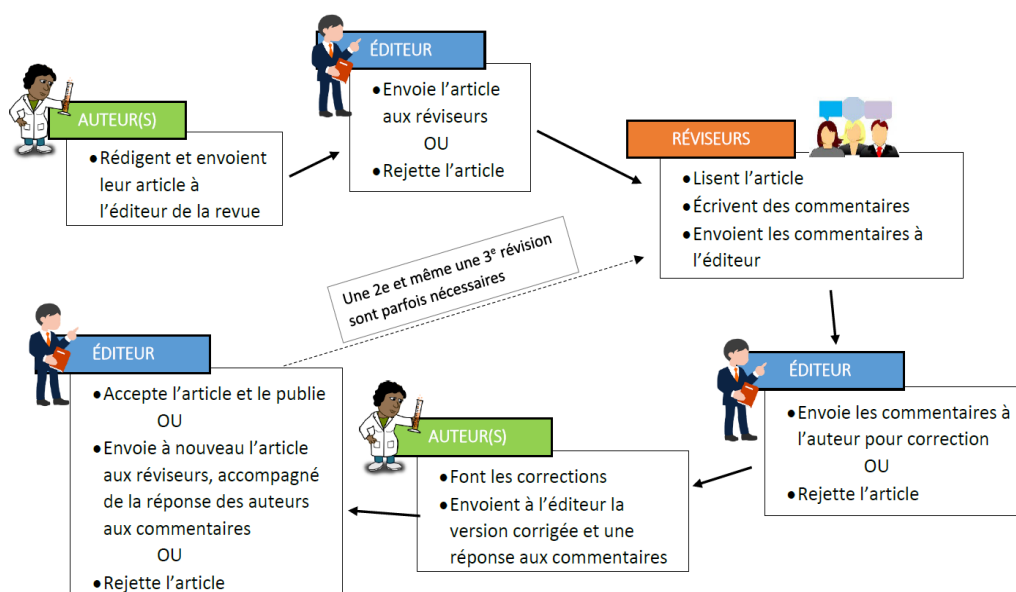 AUTEUR(S)
•Rédigent et envoient
leur article à
l’éditeur de la revue
ÉDITEUR
•Envoie l’article
aux réviseurs
OU
•Rejette l’article
RÉVISEURS
•Lisent l’article
•Écrivent des commentaires
•Envoient les commentaires à
l’éditeur
ÉDITEUR
•Envoie les commentaires à
l’auteur pour correction
OU
•Rejette l’article
AUTEUR(S)
•Font les corrections
•Envoient à l’éditeur la
version corrigée et une
réponse aux commentaires
ÉDITEUR
•Accepte l’article et le publie
OU
•Envoie à nouveau l’article
aux réviseurs, accompagné
de la réponse des auteurs
aux commentaires
OU
•Rejette l’article
Une 2e et même une 3e révision
sont parfois nécessaires